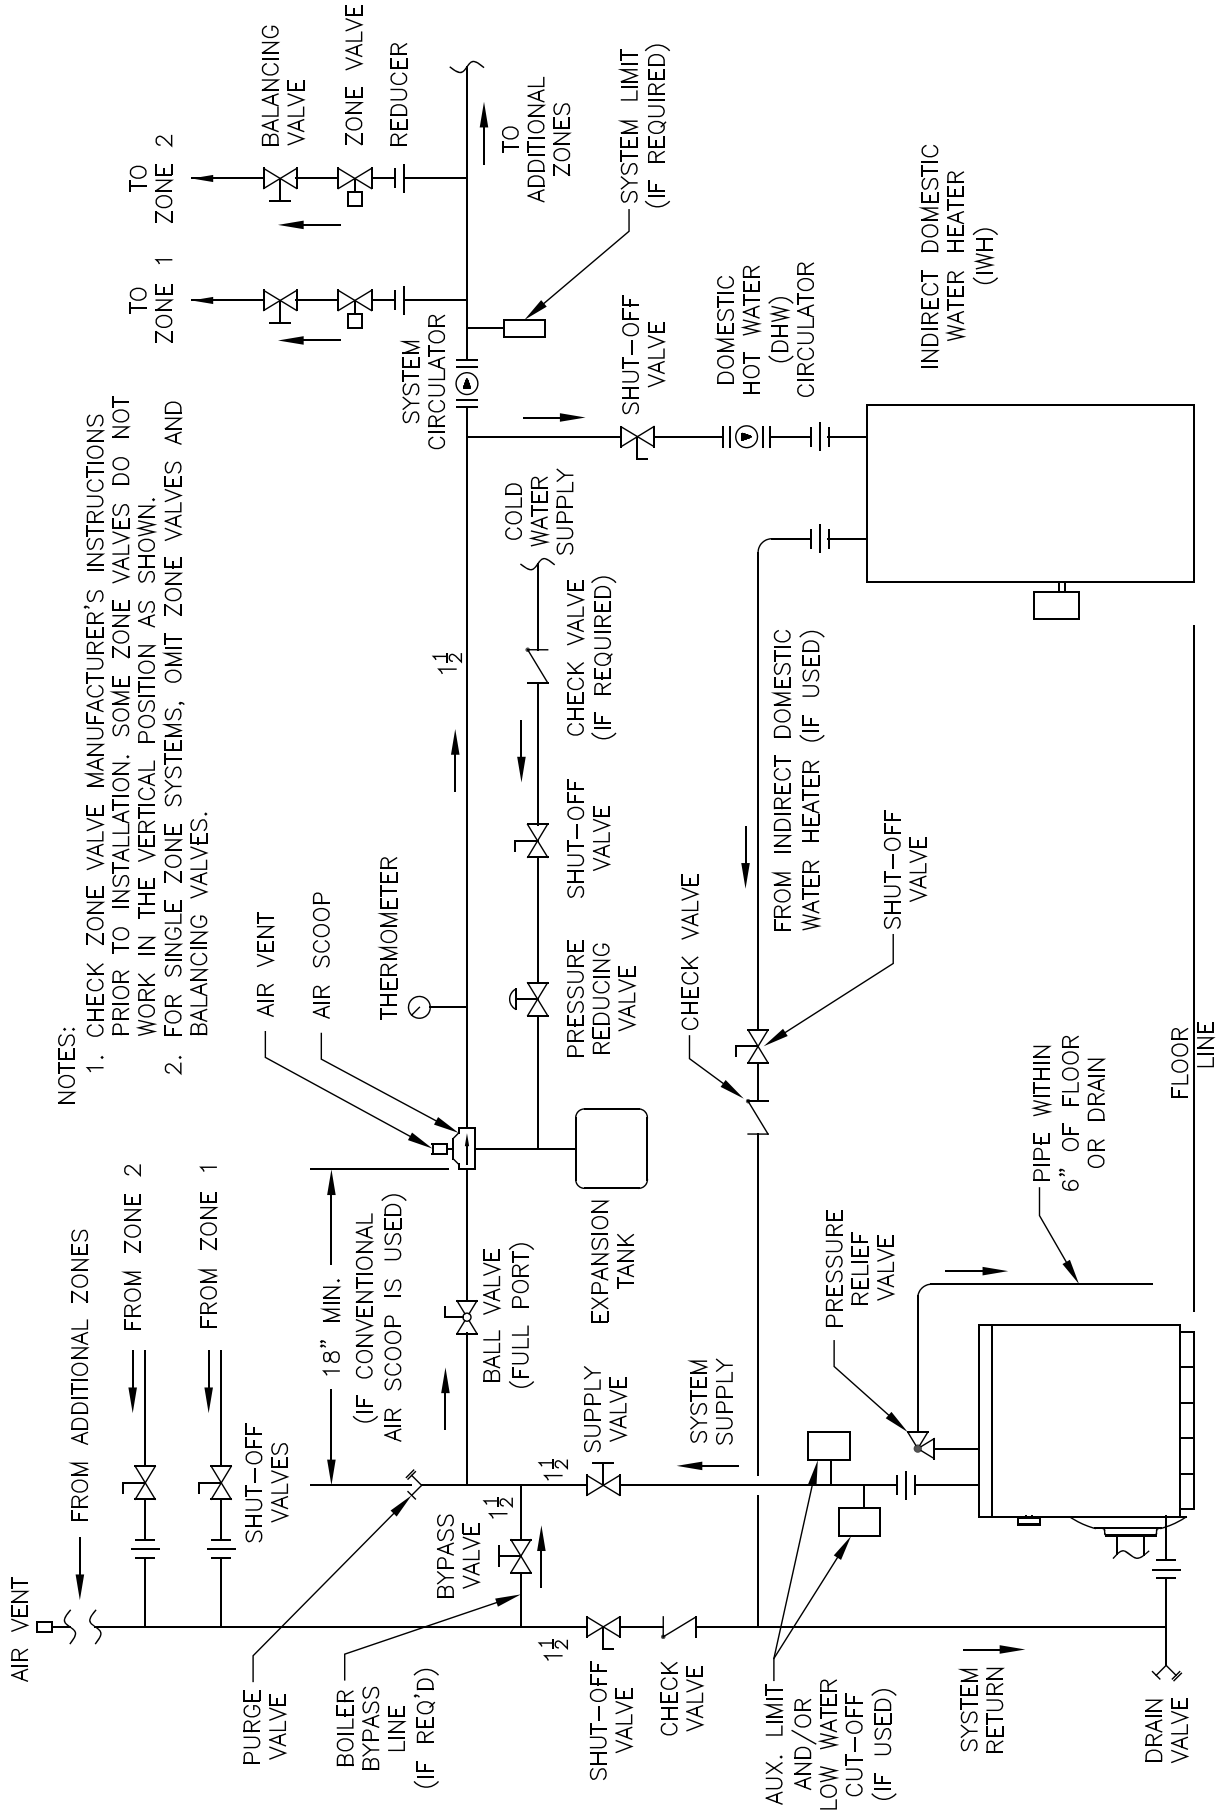 NOTES:
1. CHECK ZONE VALVE MANUFACTURER'S INSTRUCTIONS
PRIOR TO INSTALLATION. SOME ZONE VALVES DO NOT
WORK IN THE VERTICAL POSITION AS SHOWN.
2. FOR SINGLE ZONE SYSTEMS, OMIT ZONE VALVES AND
BALANCING VALVES.
AIR VENT
FROM ADDITIONAL ZONES
FROM ZONE 2
FROM ZONE 1
SHUT-OFF
VALVES
PURGE
VALVE
BOILER
BYPASS
LINE
(IF REQ'D)
BYPASS
VALVE
1½
1½
1½
SHUT-OFF
VALVE
CHECK
VALVE
AUX. LIMIT
AND/OR
LOW WATER
CUT-OFF
(IF USED)
SYSTEM
RETURN
DRAIN
VALVE
18" MIN.
(IF CONVENTIONAL
AIR SCOOP IS USED)
BALL VALVE
(FULL PORT)
SUPPLY
VALVE
SYSTEM
SUPPLY
EXPANSION
TANK
PRESSURE
RELIEF
VALVE
PIPE WITHIN
6" OF FLOOR
OR DRAIN
FLOOR
LINE
AIR VENT
AIR SCOOP
THERMOMETER
PRESSURE
REDUCING
VALVE
SHUT-OFF
VALVE
CHECK VALVE
(IF REQUIRED)
COLD
WATER
SUPPLY
CHECK VALVE
SHUT-OFF
VALVE
FROM INDIRECT DOMESTIC
WATER HEATER (IF USED)
1½
SYSTEM
CIRCULATOR
SHUT-OFF
VALVE
DOMESTIC
HOT WATER
(DHW)
CIRCULATOR
INDIRECT DOMESTIC
WATER HEATER
(IWH)
TO
ZONE 1
TO
ZONE 2
BALANCING
VALVE
ZONE VALVE
REDUCER
TO
ADDITIONAL
ZONES
SYSTEM LIMIT
(IF REQUIRED)